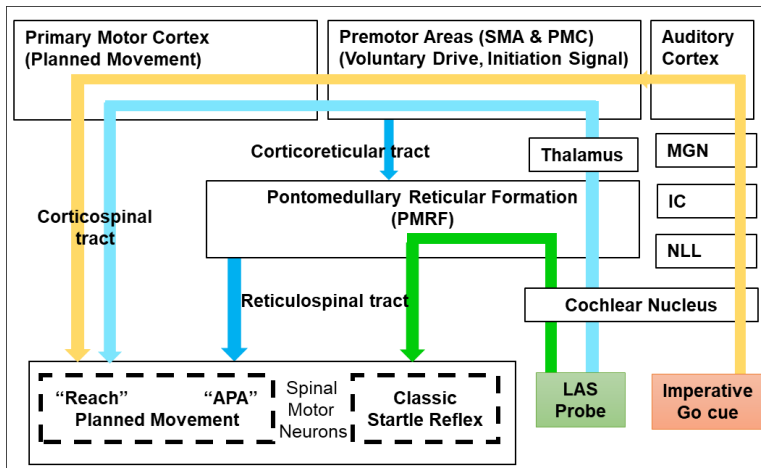 Primary Motor Cortex
(Planned Movement)
Premotor Areas (SMA & PMC)
(Voluntary Drive, Initiation Signal)
Auditory
Cortex
Corticoreticular tract
Thalamus
MGN
Pontomedullary Reticular Formation
(PMRF)
IC
Corticospinal
tract
NLL
Reticulospinal tract
Cochlear Nucleus
“Reach” “APA”
Planned Movement
Spinal
Motor
Neurons
Classic
Startle Reflex
LAS
Probe
Imperative
Go cue